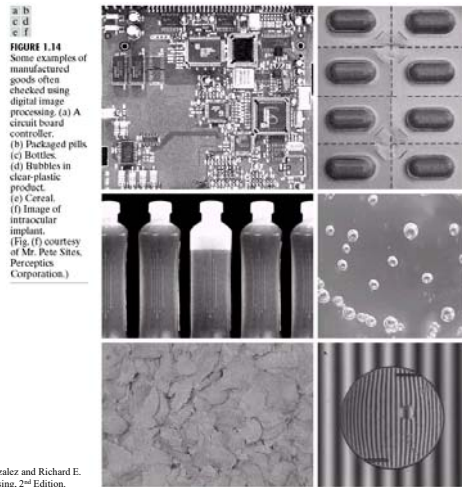 a b
c d
e f
FIGURE 1.14
Some examples of
manufactured
goods often
checked using
digital image
processing. (a) A
circuit board
controller.
(b) Packaged pills.
(c) Bottles.
(d) Bubbles in
clear-plastic
product.
(e) Cereal.
(f) Image of
intraocular
implant.
(Fig. (f) courtesy
of Mr. Pete Sites,
Perceptics
Corporation.)
zalez and Richard E.
sing, 2nd Edition.